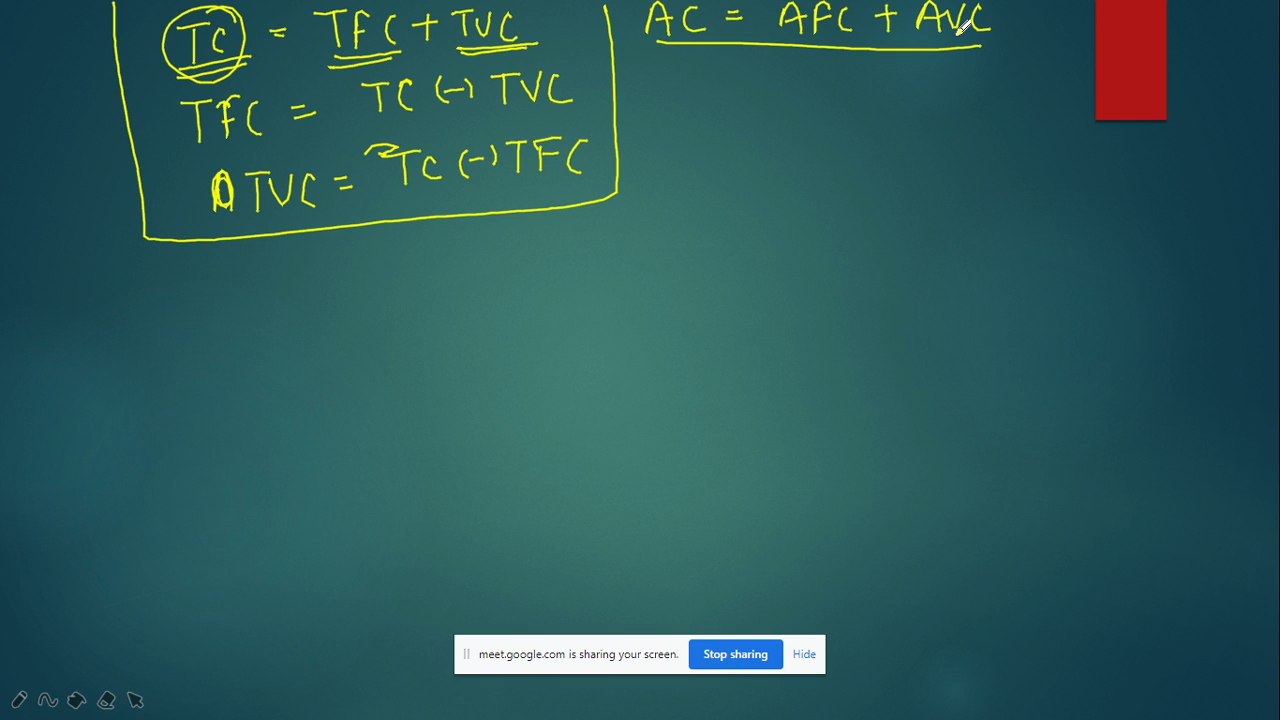 TC = TFC + TVC
TFC = TC (-) TVC
TVC = TC (-) TFC
AC = AFC + AVC
meet.google.com is sharing your screen. Stop sharing Hide